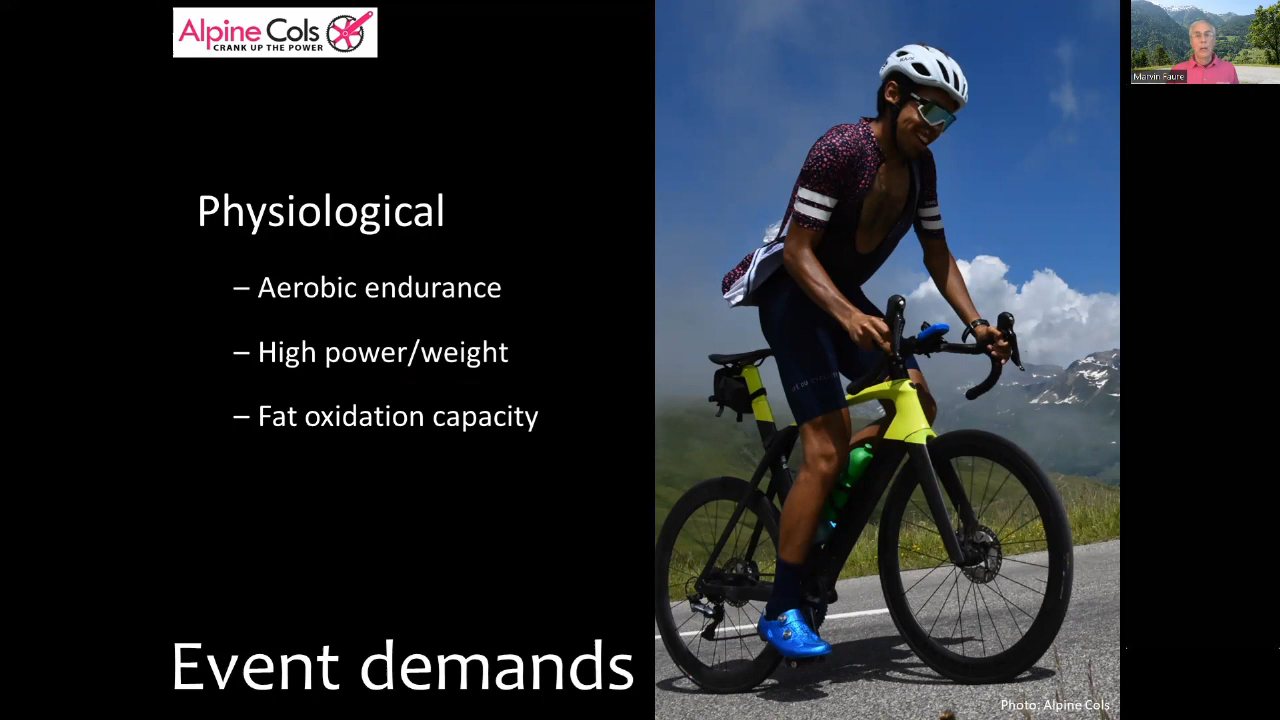 Alpine Cols
CRANK UP THE POWER
Physiological
– Aerobic endurance
– High power/weight
– Fat oxidation capacity
Event demands
Photo: Alpine Cols
Marvin Faure